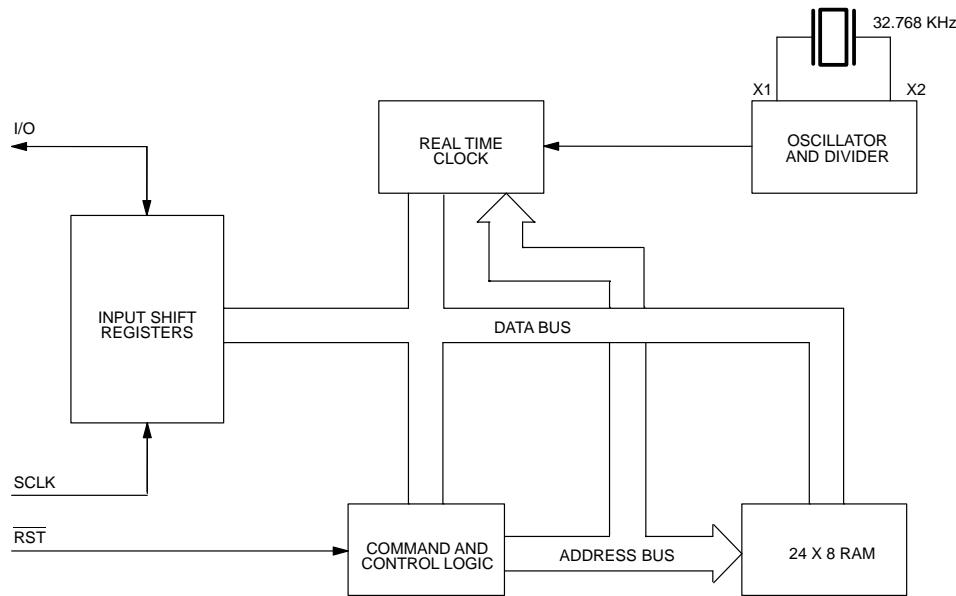 32.768 KHz
X1
X2
I/O
REAL TIME
CLOCK
OSCILLATOR
AND DIVIDER
INPUT SHIFT
REGISTERS
DATA BUS
SCLK
RST
COMMAND AND
CONTROL LOGIC
ADDRESS BUS
24 X 8 RAM